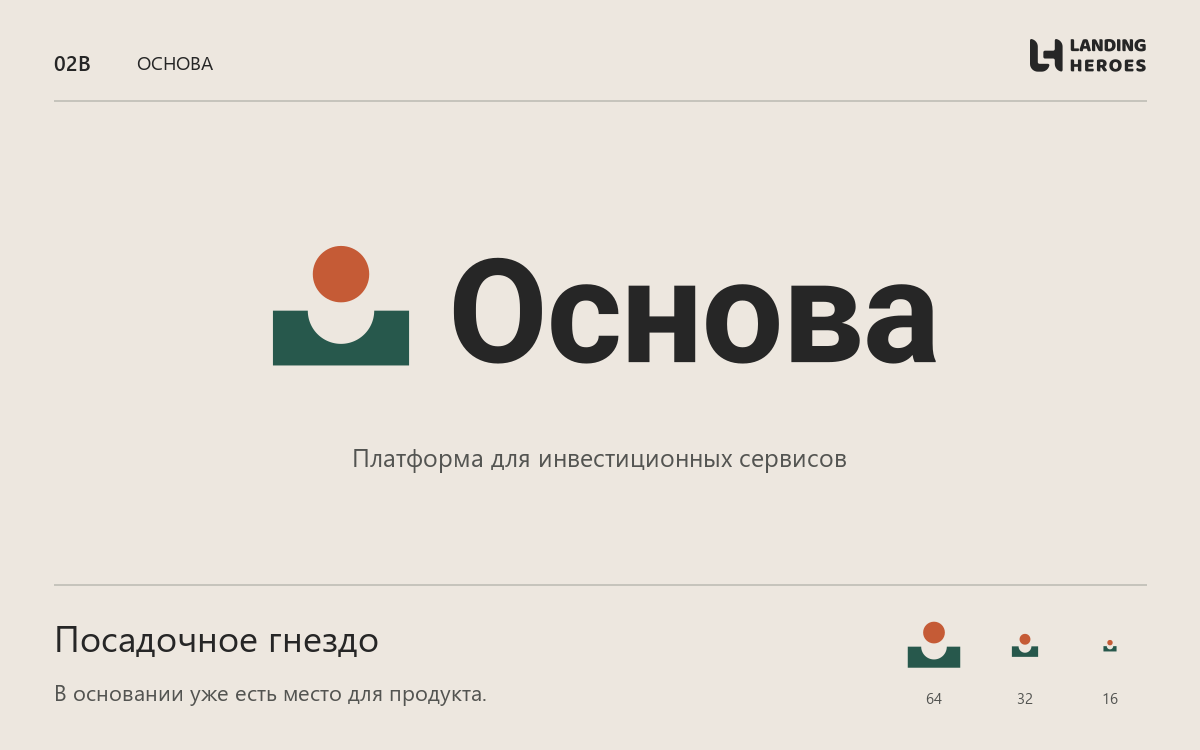 02B ОСНОВА
LANDING
HEROES
Основа
Платформа для инвестиционных сервисов
Посадочное гнездо
В основании уже есть место для продукта.
64 32 16